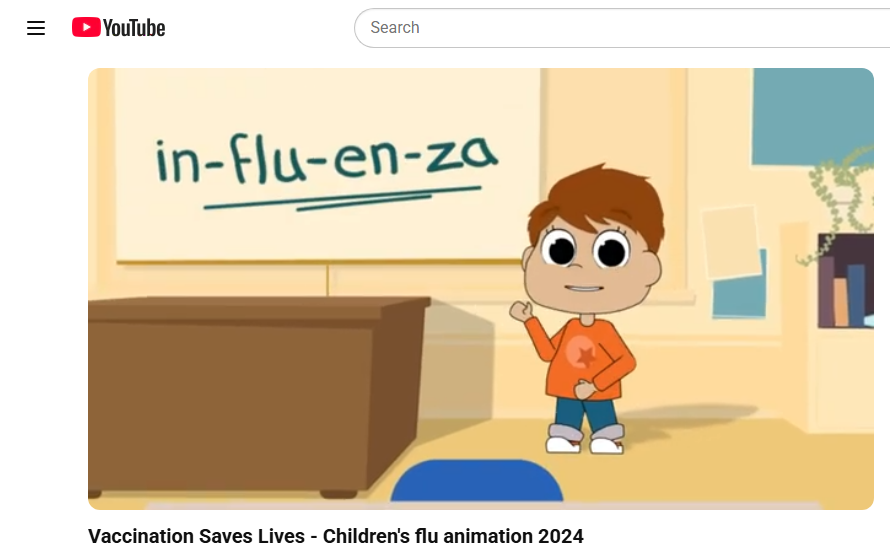 YouTube
Search
in-flu-en-za
Vaccination Saves Lives - Children's flu animation 2024